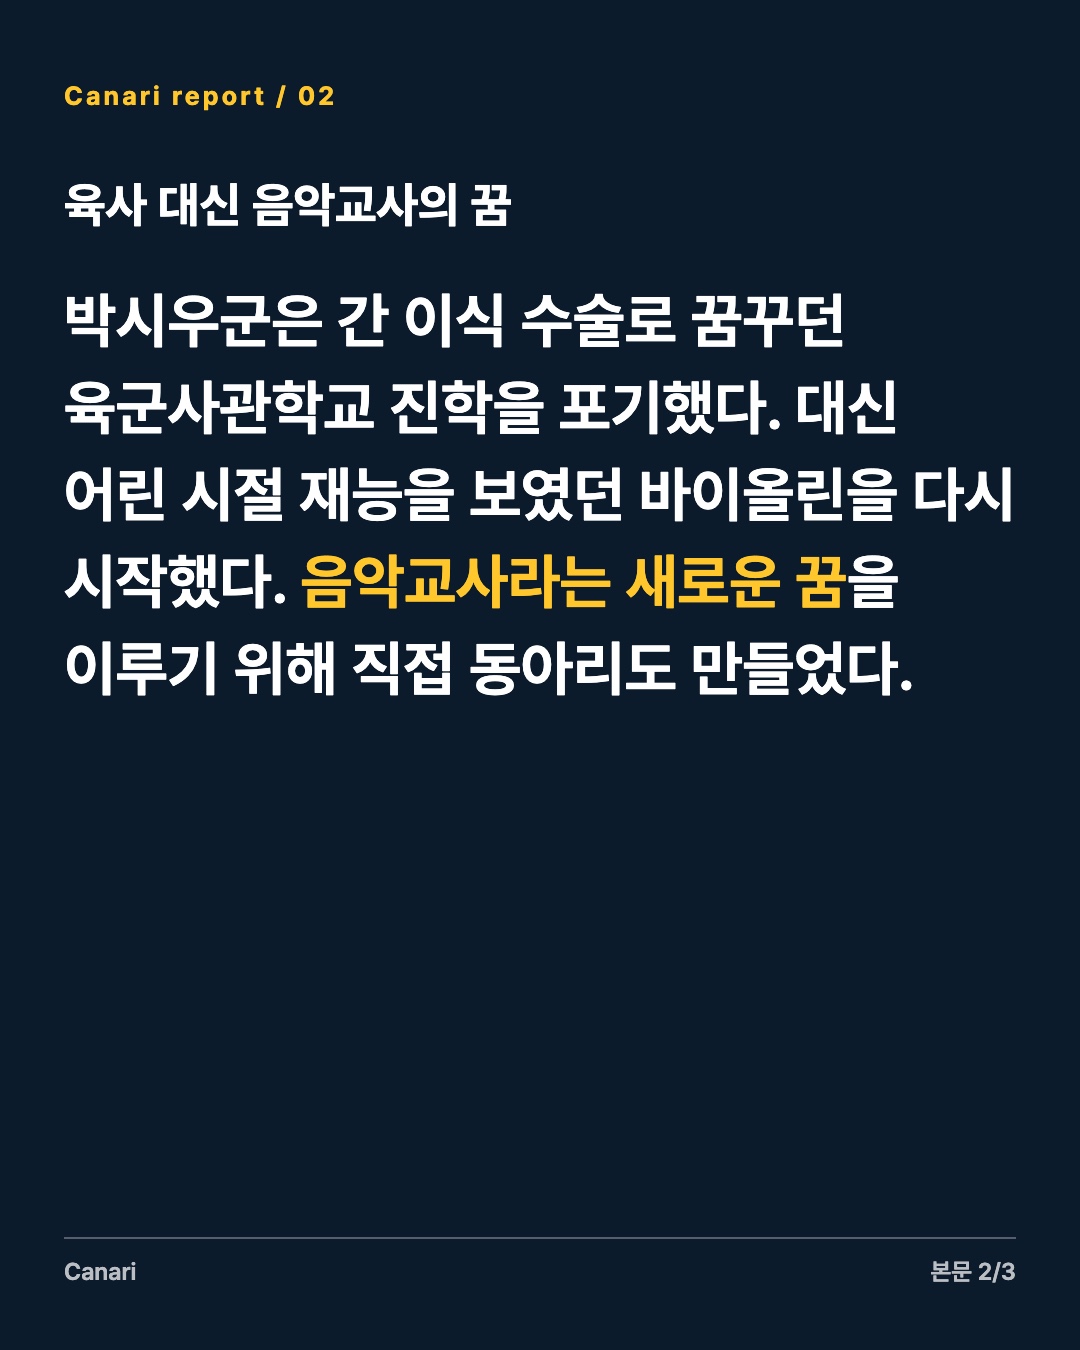 Canari report / 02
육사 대신 음악교사의 꿈
박시우군은 간 이식 수술로 꿈꾸던
육군사관학교 진학을 포기했다. 대신
어린 시절 재능을 보였던 바이올린을 다시
시작했다. 음악교사라는 새로운 꿈을
이루기 위해 직접 동아리도 만들었다.
Canari
본문 2/3